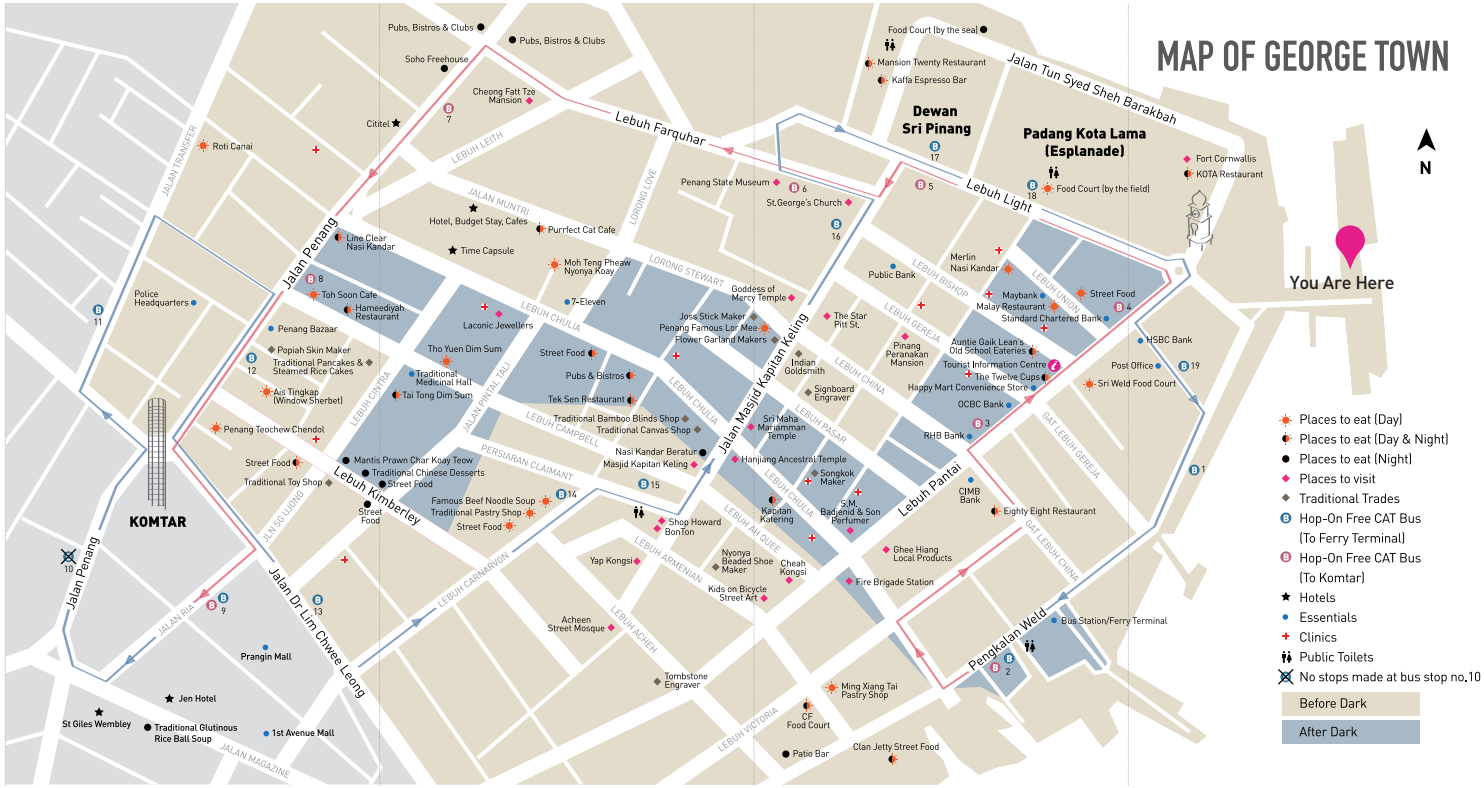 MAP OF GEORGE TOWN
N
You Are Here
Pubs, Bistros & Clubs
Pubs, Bistros & Clubs
Soho Freehouse
Cheong Fatt Tze
Mansion
B
7
Cititel
Roti Canai
JALAN TRANSFER
LEBUH LEITH
Lebuh Farquhar
Food Court (by the sea)
Mansion Twenty Restaurant
Kaffa Espresso Bar
Jalan Tun Syed Sheh Barakbah
Dewan
Sri Pinang
B
17
Padang Kota Lama
(Esplanade)
B
18
Food Court (by the field)
Fort Cornwallis
KOTA Restaurant
Penang State Museum
B
6
St.George's Church
B
5
Lebuh Light
B
16
JALAN MUNTRI
LORONG LOVE
Hotel, Budget Stay, Cafes
Purrfect Cat Cafe
Time Capsule
Moh Teng Pheaw
Nyonya Koay
LORONG STEWART
Line Clear
Nasi Kandar
Jalan Penang
B
8
Toh Soon Cafe
Hameediyah
Restaurant
Police
Headquarters
B
11
Penang Bazaar
B
12
Popiah Skin Maker
Traditional Pancakes &
Steamed Rice Cakes
Ais Tingkap
(Window Sherbet)
Penang Teochew Chendol
LEBUH CINTRA
Laconic Jewellers
LEBUH CHULIA
7-Eleven
Tho Yuen Dim Sum
Traditional
Medicinal Hall
Tai Tong Dim Sum
JALAN PINTAL TALI
Street Food
Pubs & Bistros
Tek Sen Restaurant
Traditional Bamboo Blinds Shop
Traditional Canvas Shop
LEBUH CAMPBELL
LEBUH CHULIA
Nasi Kandar Beratur
Masjid Kapitan Keling
PERSIARAN CLAIMANT
Goddess of
Mercy Temple
Joss Stick Maker
Penang Famous Lor Mee
Flower Garland Makers
Jalan Masjid Kapitan Keling
The Star
Pitt St.
Public Bank
LEBUH BISHOP
LEBUH GEREJA
Pinang
Peranakan
Mansion
Indian
Goldsmith
LEBUH CHINA
Signboard
Engraver
Merlin
Nasi Kandar
LEBUH UNION
Maybank
Malay Restaurant
Standard Chartered Bank
Street Food
B
4
Auntie Gaik Lean's
Old School Eateries
Tourist Information Centre
i
The Twelve Cups
Happy Mart Convenience Store
OCBC Bank
B
3
RHB Bank
HSBC Bank
Post Office
B
19
Sri Weld Food Court
GAT LEBUH GEREJA
B
1
Sri Maha
Mariamman
Temple
LEBUH PASAR
Hanjiang Ancestral Temple
Songkok
Maker
LEBUH CHULIA
Kapitan
Katering
S.M.
Badjenid & Son
Perfumer
Lebuh Pantai
CIMB
Bank
Eighty Eight Restaurant
GAT LEBUH CHINA
KOMTAR
Street Food
Traditional Toy Shop
Mantis Prawn Char Koay Teow
Traditional Chinese Desserts
Street Food
Street
Food
Lebuh Kimberley
JLN SG UJONG
Famous Beef Noodle Soup
Traditional Pastry Shop
Street Food
B
14
B
15
LEBUH CARNARVON
Shop Howard
BonTon
Yap Kongsi
LEBUH ARMENIAN
LEBUH AH QUEE
Nyonya
Beaded Shoe
Maker
Cheah
Kongsi
Kids on Bicycle
Street Art
Ghee Hiang
Local Products
Fire Brigade Station
Acheen
Street Mosque
LEBUH ACHEH
Tombstone
Engraver
B
10
Jalan Penang
JALAN RIA
B
B
9
B
13
Jalan Dr Lim Chwee Leong
Prangin Mall
Jen Hotel
St Giles Wembley
Traditional Glutinous
Rice Ball Soup
1st Avenue Mall
JALAN MAGAZINE
LEBUH VICTORIA
Ming Xiang Tai
Pastry Shop
CF
Food Court
Patio Bar
Clan Jetty Street Food
Pengkalan Weld
B
B
2
Bus Station/Ferry Terminal
Places to eat (Day)
Places to eat (Day & Night)
Places to eat (Night)
Places to visit
Traditional Trades
B
Hop-On Free CAT Bus
(To Ferry Terminal)
B
Hop-On Free CAT Bus
(To Komtar)
Hotels
Essentials
Clinics
Public Toilets
No stops made at bus stop no.10
Before Dark
After Dark